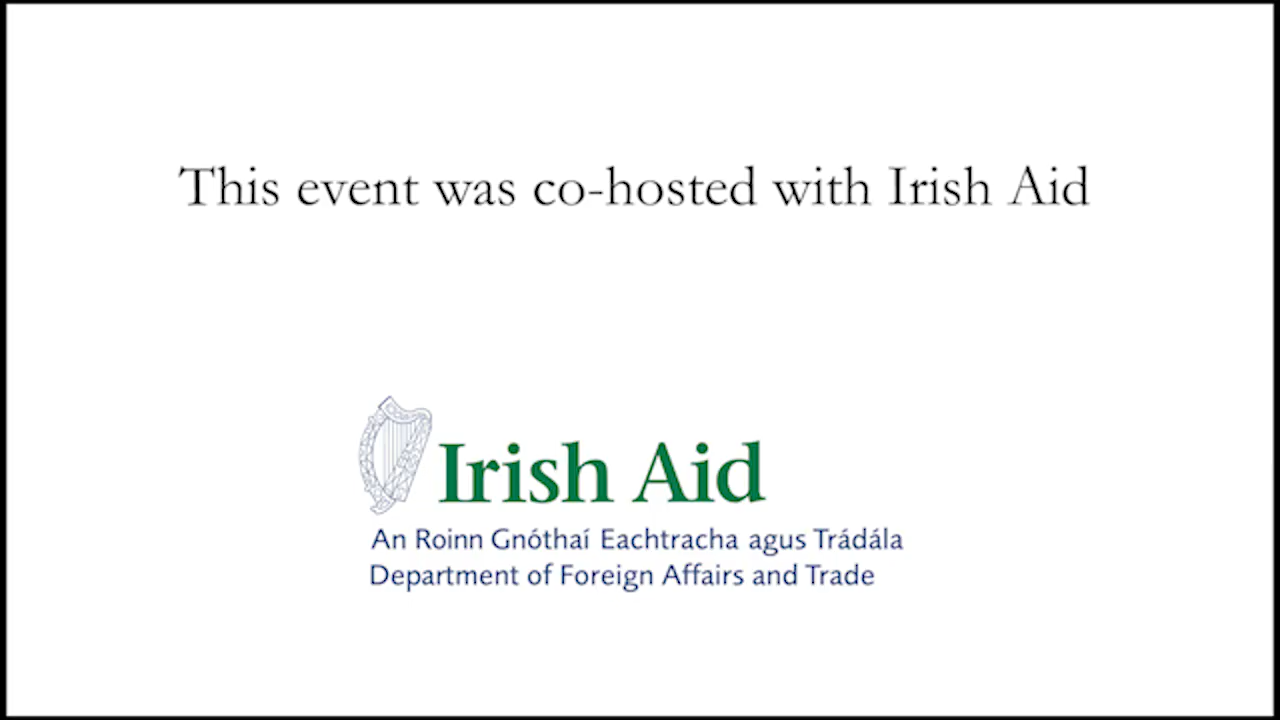 This event was co-hosted with Irish Aid
Irish Aid
An Roinn Gnóthaí Eachtracha agus Trádála
Department of Foreign Affairs and Trade